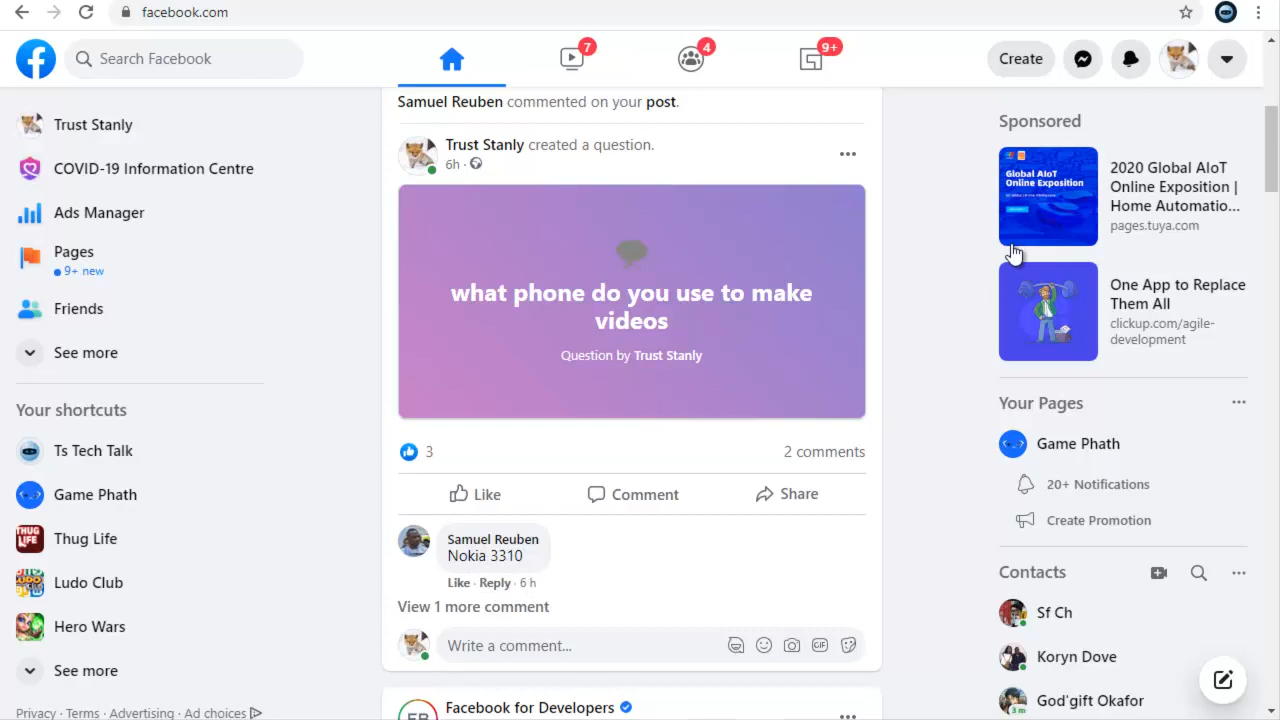 facebook.com
Search Facebook
7
4
9+
Create
Trust Stanly
COVID-19 Information Centre
Ads Manager
Pages
9+ new
Friends
See more
Your shortcuts
Ts Tech Talk
Game Phath
Thug Life
Ludo Club
Hero Wars
See more
Privacy · Terms · Advertising · Ad choices
Samuel Reuben commented on your post.
Trust Stanly created a question.
6h ·
what phone do you use to make
videos
Question by Trust Stanly
3
2 comments
Like
Comment
Share
Samuel Reuben
Nokia 3310
Like · Reply · 6 h
View 1 more comment
Write a comment...
GIF
Facebook for Developers
Sponsored
Global AIoT
Online Exposition
2020 Global AIoT
Online Exposition |
Home Automatio...
pages.tuya.com
One App to Replace
Them All
clickup.com/agile-
development
Your Pages
Game Phath
20+ Notifications
Create Promotion
Contacts
Sf Ch
Koryn Dove
God'gift Okafor
3 m
THUG
LIFE